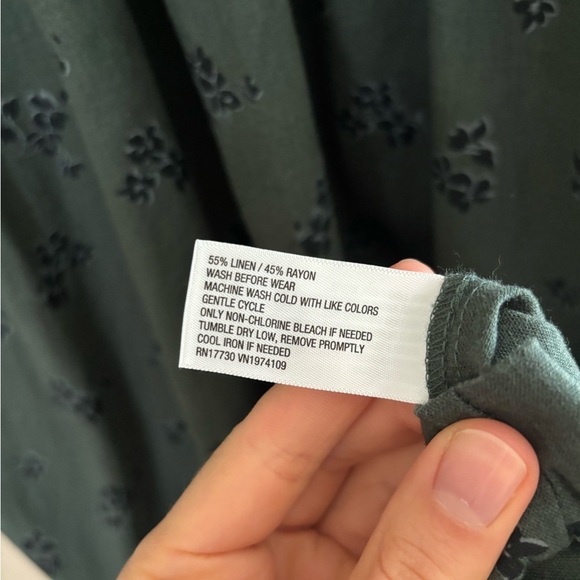 55% LINEN / 45% RAYON
WASH BEFORE WEAR
MACHINE WASH COLD WITH LIKE COLORS
GENTLE CYCLE
ONLY NON-CHLORINE BLEACH IF NEEDED
TUMBLE DRY LOW, REMOVE PROMPTLY
COOL IRON IF NEEDED
RN17730 VN1974109